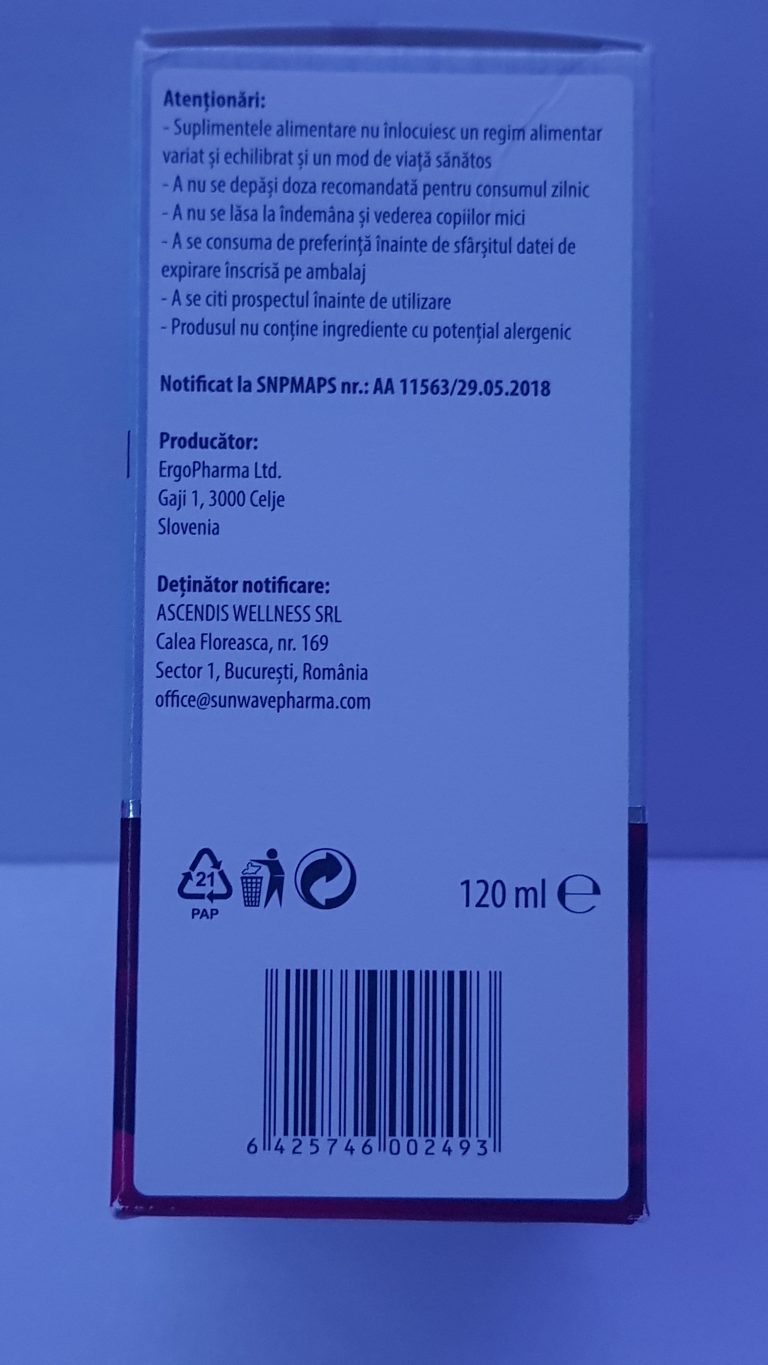 Atenționări:
- Suplimentele alimentare nu înlocuiesc un regim alimentar
variat și echilibrat și un mod de viață sănătos
- A nu se depăși doza recomandată pentru consumul zilnic
- A nu se lăsa la îndemâna și vederea copiilor mici
- A se consuma de preferință înainte de sfârșitul datei de
expirare înscrisă pe ambalaj
- A se citi prospectul înainte de utilizare
- Produsul nu conține ingrediente cu potențial alergenic
Notificat la SNPMAPS nr.: AA 11563/29.05.2018
Producător:
ErgoPharma Ltd.
Gaji 1, 3000 Celje
Slovenia
Deținător notificare:
ASCENDIS WELLNESS SRL
Calea Floreasca, nr. 169
Sector 1, București, România
office@sunwavepharma.com
21
PAP
120 ml ℮
6 425746 002493